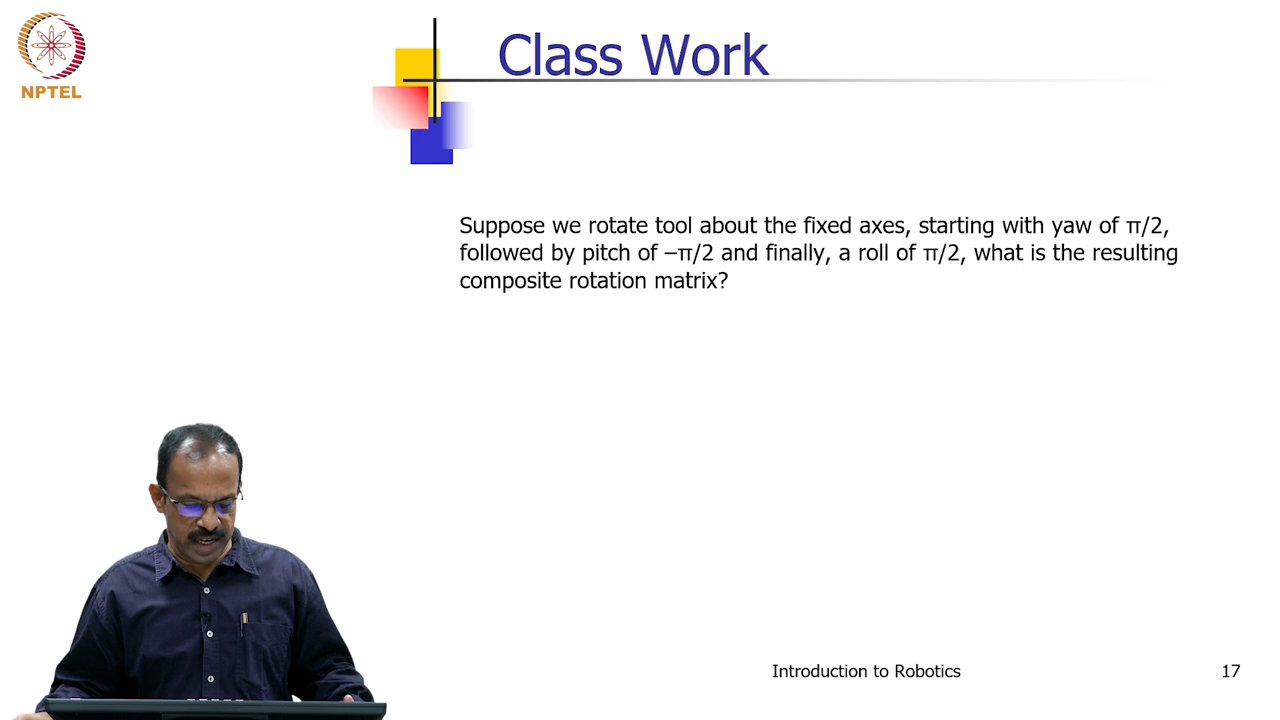 NPTEL
Class Work
Suppose we rotate tool about the fixed axes, starting with yaw of π/2,
followed by pitch of –π/2 and finally, a roll of π/2, what is the resulting
composite rotation matrix?
Introduction to Robotics
17